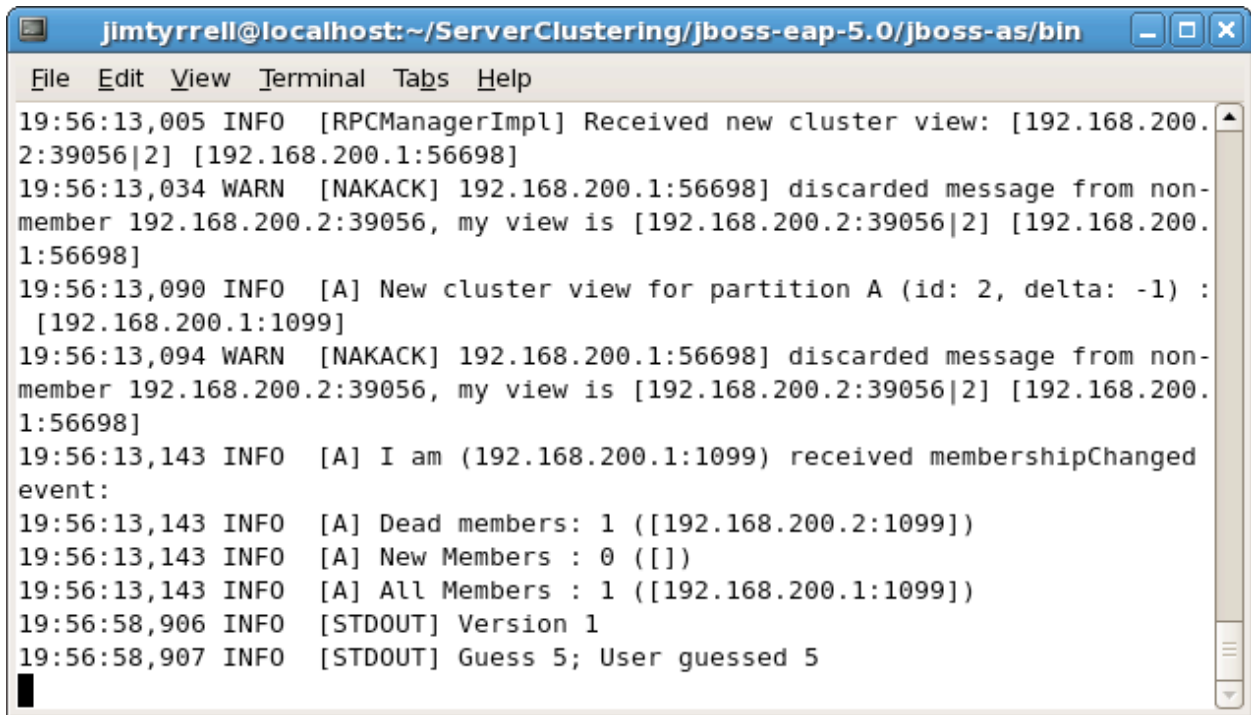 jimtyrrell@localhost:~/ServerClustering/jboss-eap-5.0/jboss-as/bin
File Edit View Terminal Tabs Help
19:56:13,005 INFO  [RPCManagerImpl] Received new cluster view: [192.168.200.
2:39056|2] [192.168.200.1:56698]
19:56:13,034 WARN  [NAKACK] 192.168.200.1:56698] discarded message from non-
member 192.168.200.2:39056, my view is [192.168.200.2:39056|2] [192.168.200.
1:56698]
19:56:13,090 INFO  [A] New cluster view for partition A (id: 2, delta: -1) :
 [192.168.200.1:1099]
19:56:13,094 WARN  [NAKACK] 192.168.200.1:56698] discarded message from non-
member 192.168.200.2:39056, my view is [192.168.200.2:39056|2] [192.168.200.
1:56698]
19:56:13,143 INFO  [A] I am (192.168.200.1:1099) received membershipChanged
event:
19:56:13,143 INFO  [A] Dead members: 1 ([192.168.200.2:1099])
19:56:13,143 INFO  [A] New Members : 0 ([])
19:56:13,143 INFO  [A] All Members : 1 ([192.168.200.1:1099])
19:56:58,906 INFO  [STDOUT] Version 1
19:56:58,907 INFO  [STDOUT] Guess 5; User guessed 5